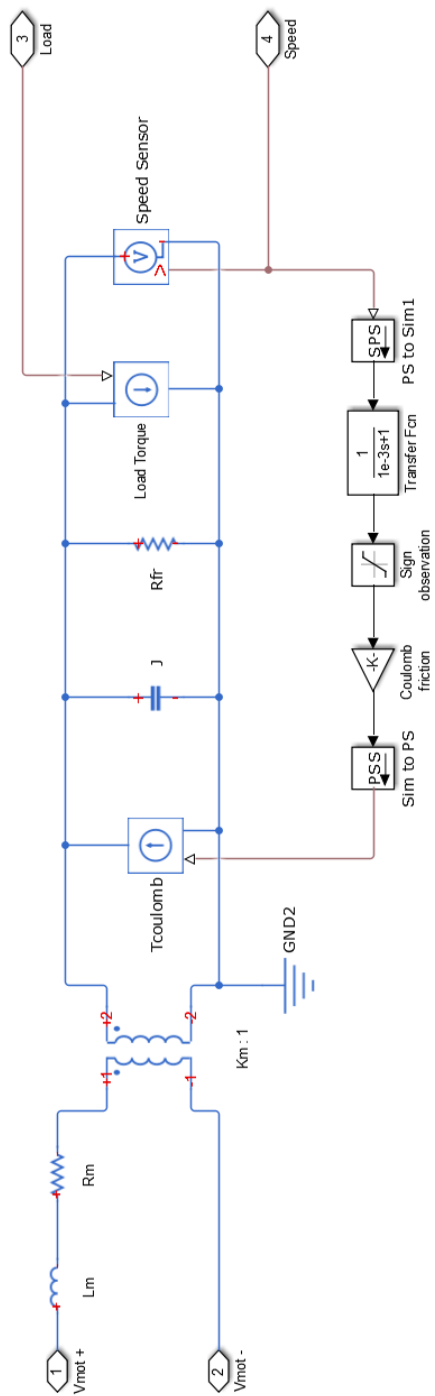 3
Load
4
Speed
Speed Sensor
+
V
-
V
Load Torque
SPS
PS to Sim1
1
1e-3s+1
Transfer Fcn
+
-
Rfr
Sign
observation
+
-
J
-K-
Coulomb
friction
Tcoulomb
PSS
Sim to PS
GND2
+2
-2
+1
-1
Km : 1
+
Rm
+
Lm
1
Vmot +
2
Vmot -